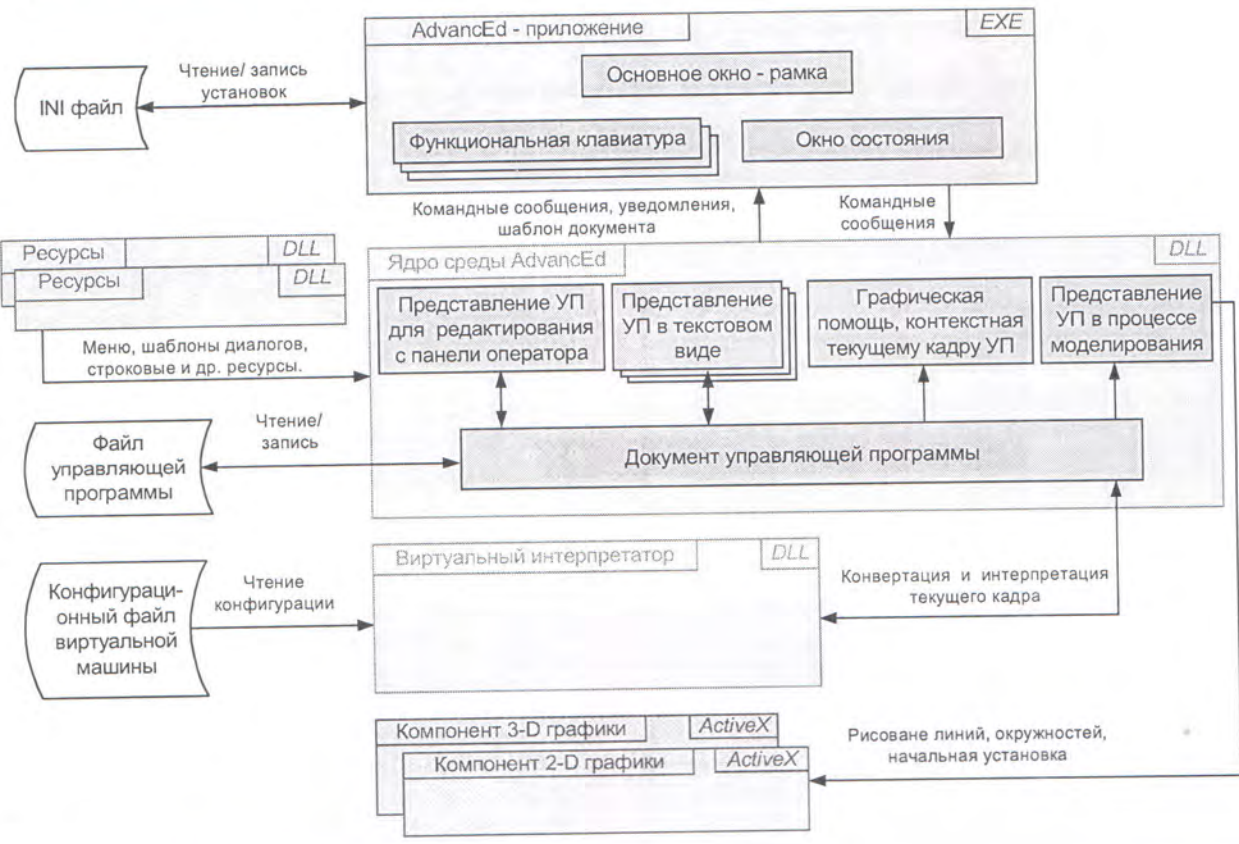 AdvancEd - приложение
EXE
Основное окно - рамка
Чтение/ запись
установок
INI файл
Функциональная клавиатура
Окно состояния
Командные сообщения, уведомления,
шаблон документа
Командные
сообщения
Ресурсы
DLL
Ресурсы
DLL
Ядро среды AdvancEd
DLL
Представление УП
для редактирования
с панели оператора
Представление
УП в текстовом
виде
Графическая
помощь, контекстная
текущему кадру УП
Представление
УП в процессе
моделирования
Меню, шаблоны диалогов,
строковые и др. ресурсы.
Чтение/
запись
Файл
управляющей
программы
Документ управляющей программы
Виртуальный интерпретатор
DLL
Конфигураци-
онный файл
виртуальной
машины
Чтение
конфигурации
Конвертация и интерпретация
текущего кадра
Компонент 3-D графики
ActiveX
Компонент 2-D графики
ActiveX
Рисоване линий, окружностей,
начальная установка